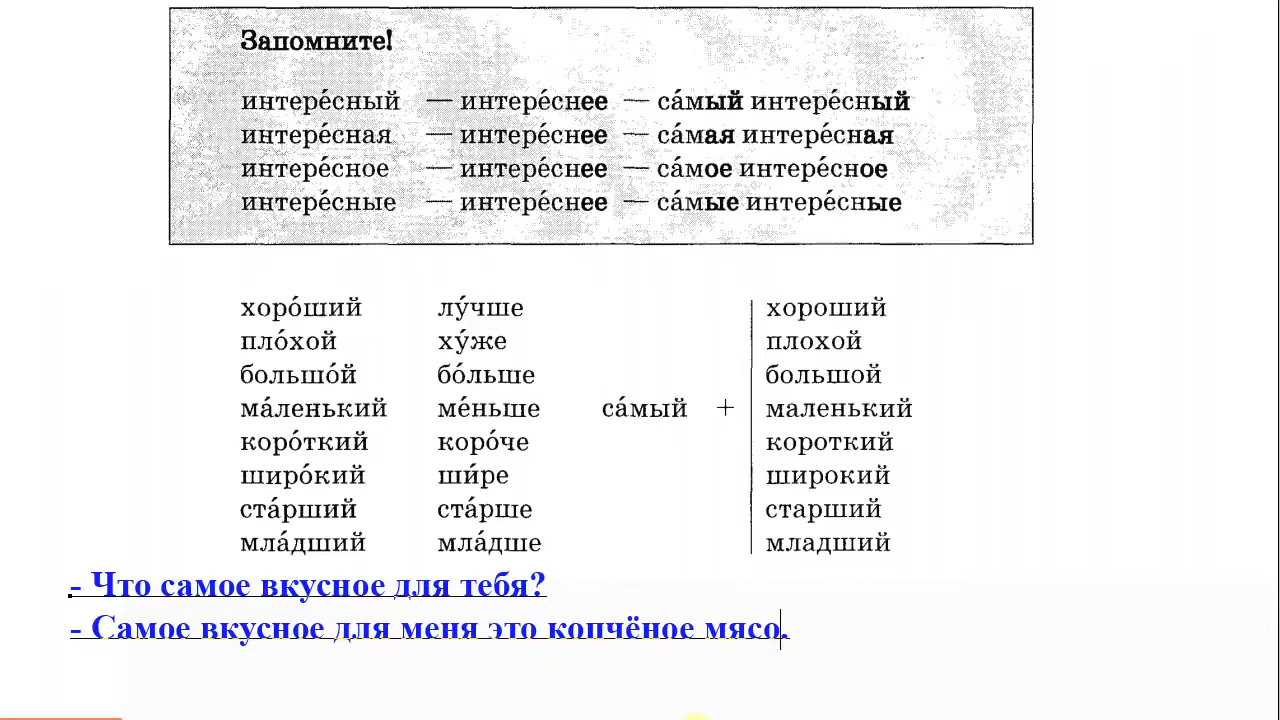 Запомните!
интере́сный — интере́снее — са́мый интере́сный
интере́сная — интере́снее — са́мая интере́сная
интере́сное — интере́снее — са́мое интере́сное
интере́сные — интере́снее — са́мые интере́сные
хоро́ший лу́чше хороший
пло́хой ху́же плохой
большо́й бо́льше большой
ма́ленький ме́ньше са́мый + маленький
коро́ткий коро́че короткий
широ́кий ши́ре широкий
ста́рший ста́рше старший
мла́дший мла́дше младший
- Что самое вкусное для тебя?
- Самое вкусное для меня это копчёное мясо.